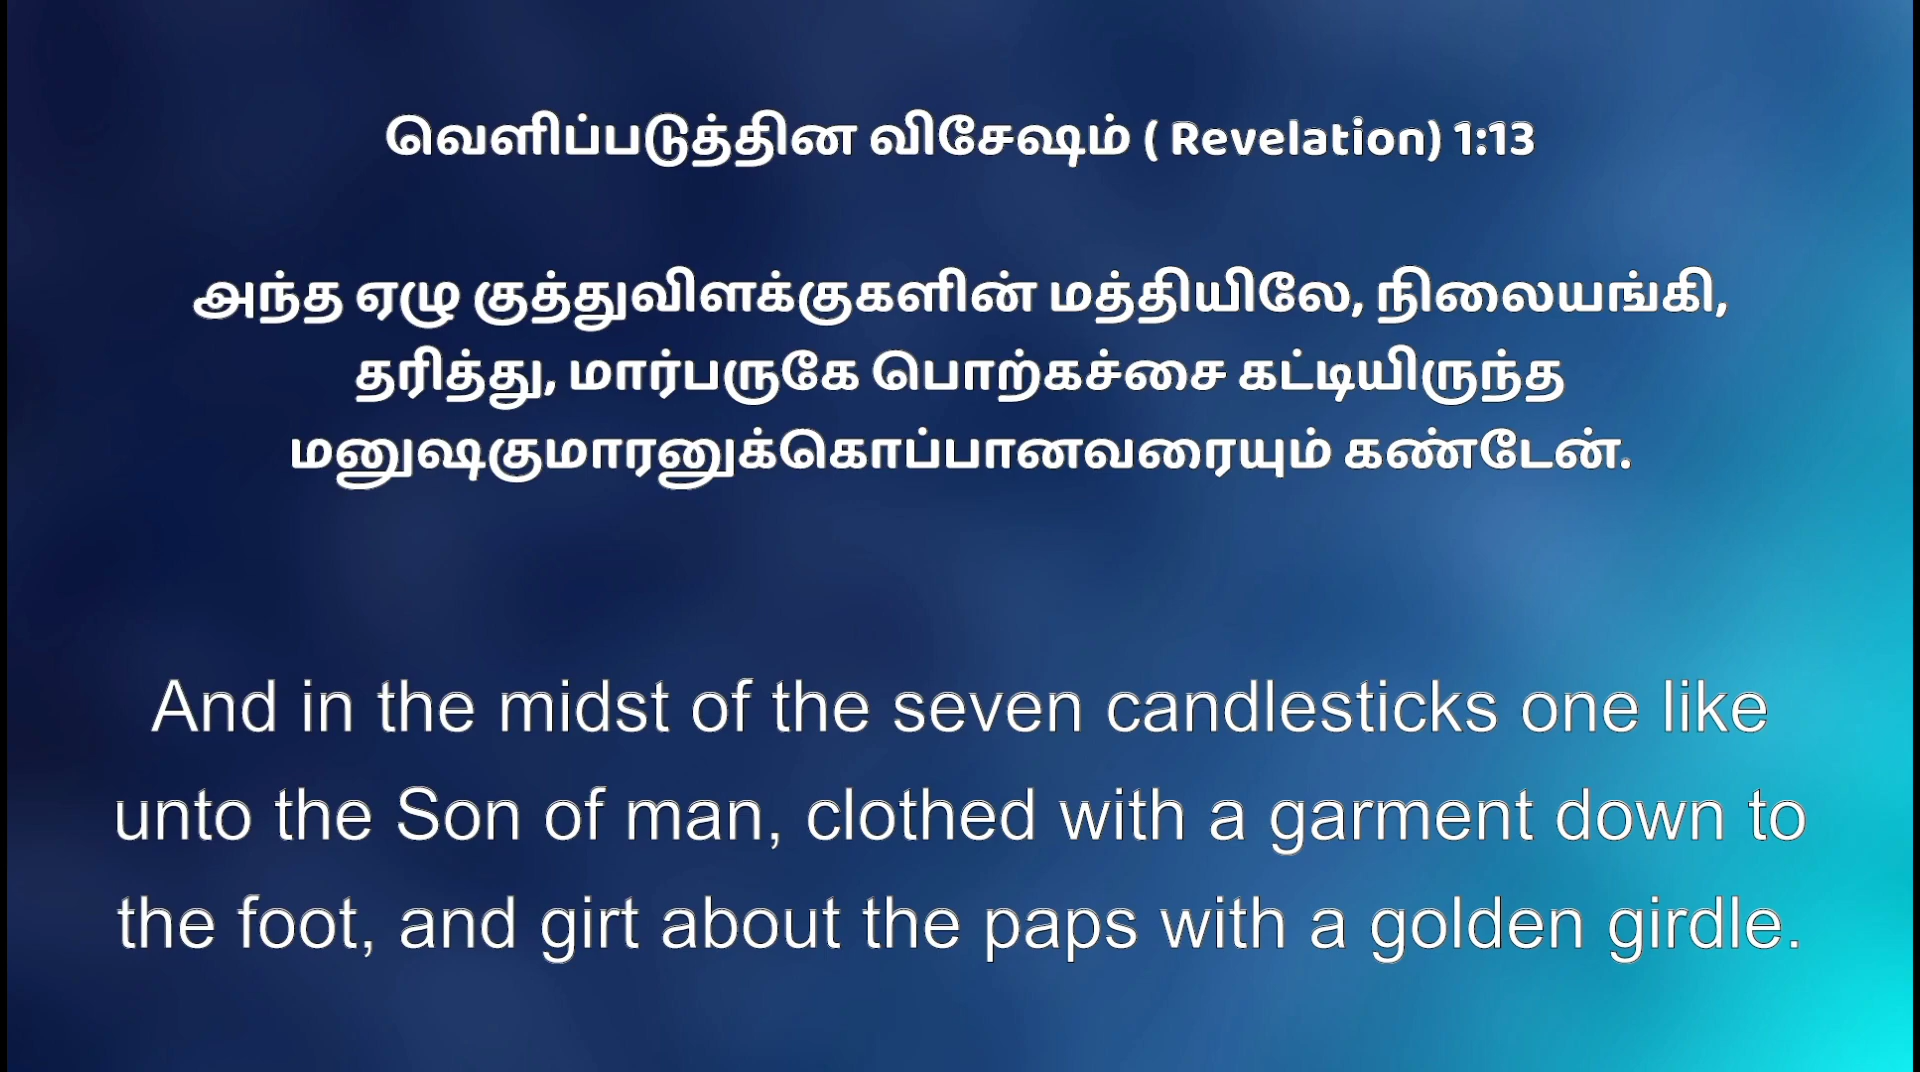 வெளிப்படுத்தின விசேஷம் ( Revelation) 1:13
அந்த ஏழு குத்துவிளக்குகளின் மத்தியிலே, நிலையங்கி,
தரித்து, மார்பருகே பொற்கச்சை கட்டியிருந்த
மனுஷகுமாரனுக்கொப்பானவரையும் கண்டேன்.
And in the midst of the seven candlesticks one like
unto the Son of man, clothed with a garment down to
the foot, and girt about the paps with a golden girdle.